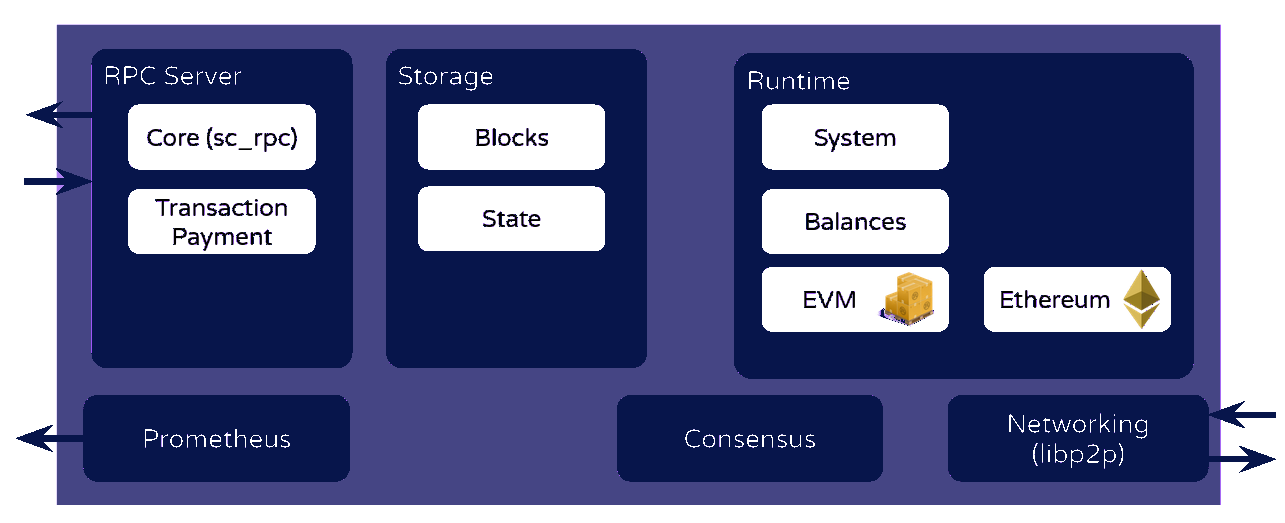 RPC Server
Core (sc_rpc)
Transaction
Payment
Storage
Blocks
State
Runtime
System
Balances
EVM
Ethereum
Prometheus
Consensus
Networking
(libp2p)